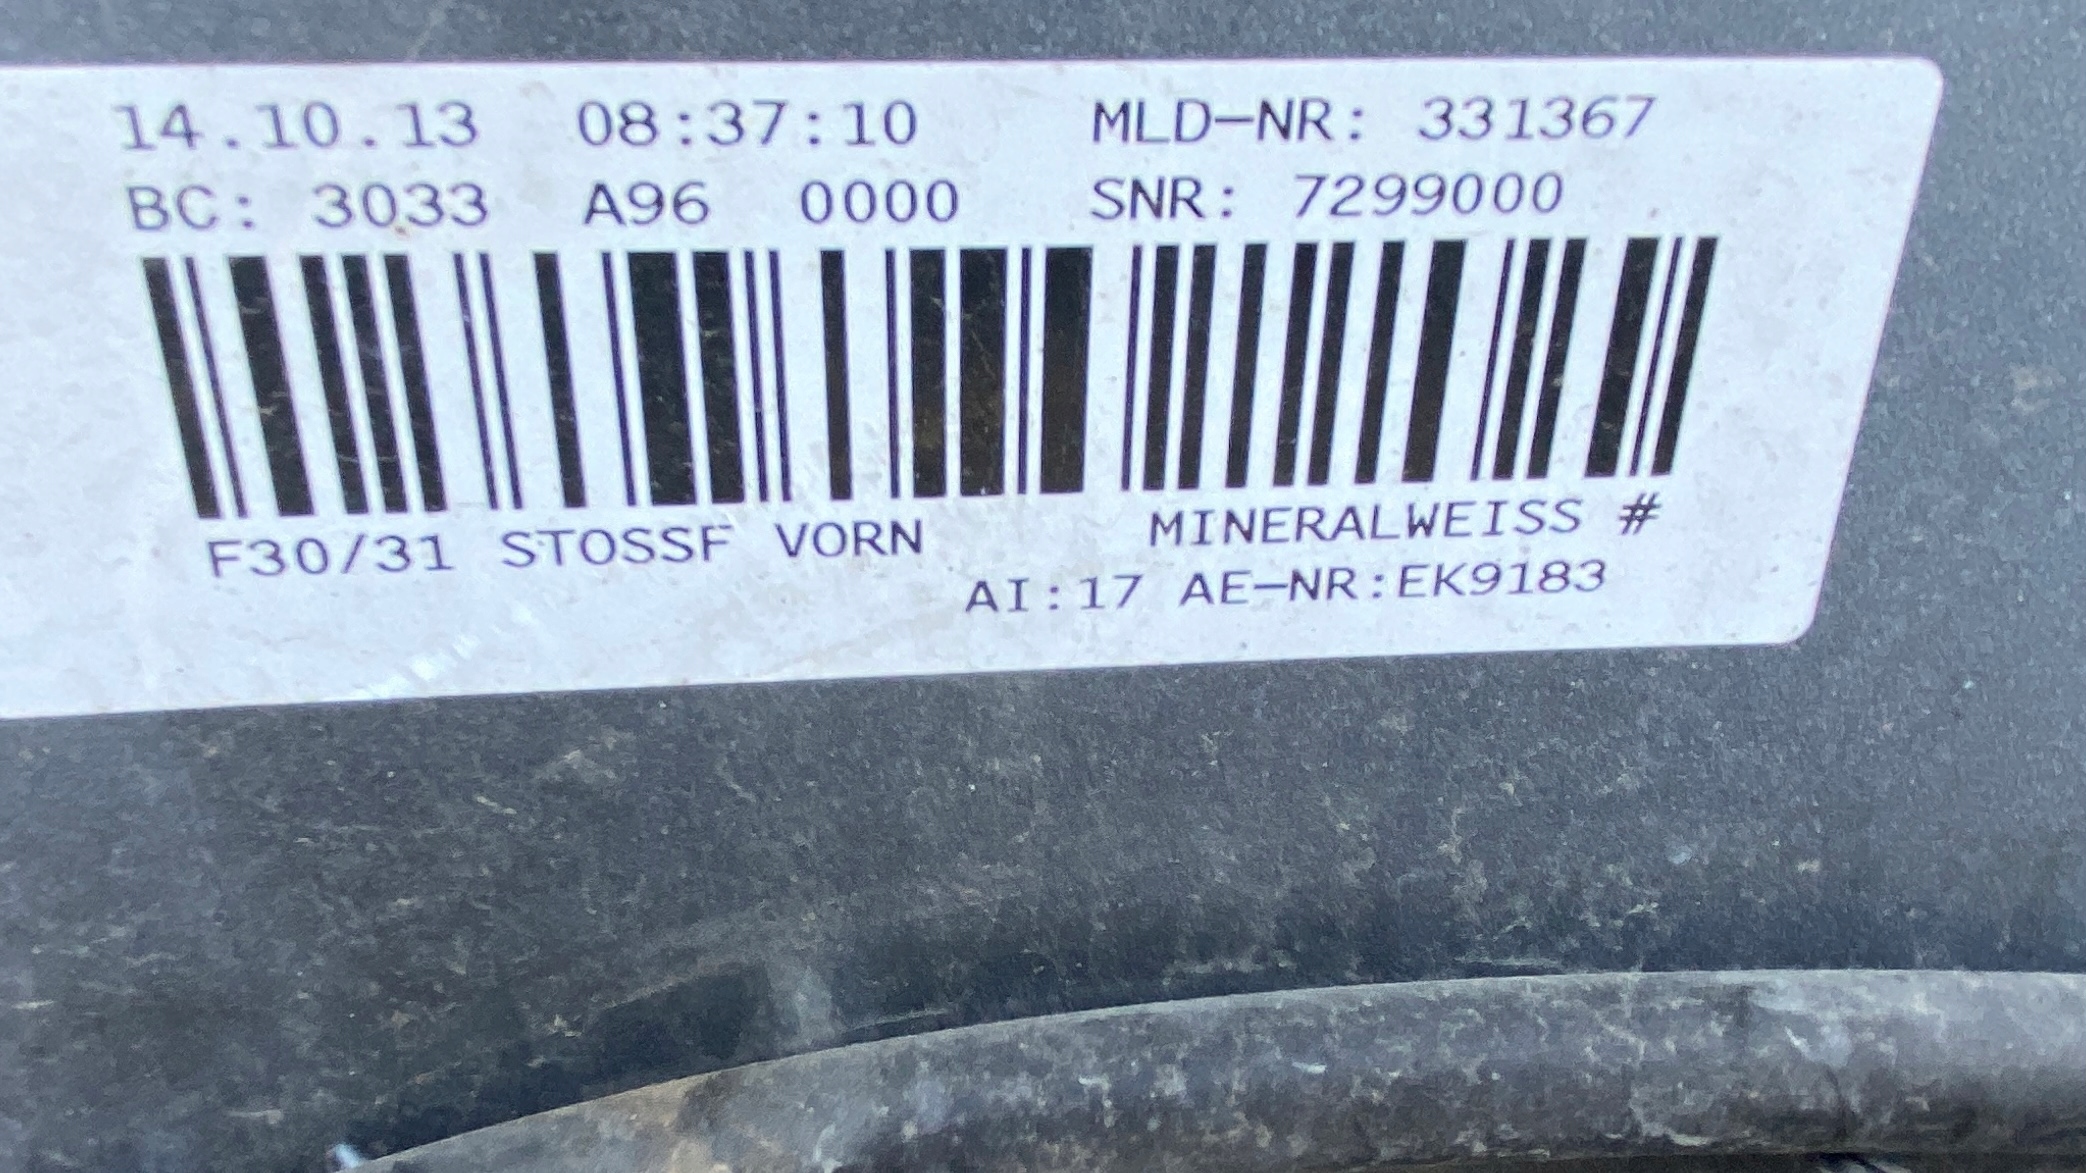 14.10.13 08:37:10 MLD-NR: 331367
BC: 3033 A96 0000 SNR: 7299000
F30/31 STOSSF VORN MINERALWEISS #
AI:17 AE-NR:EK9183